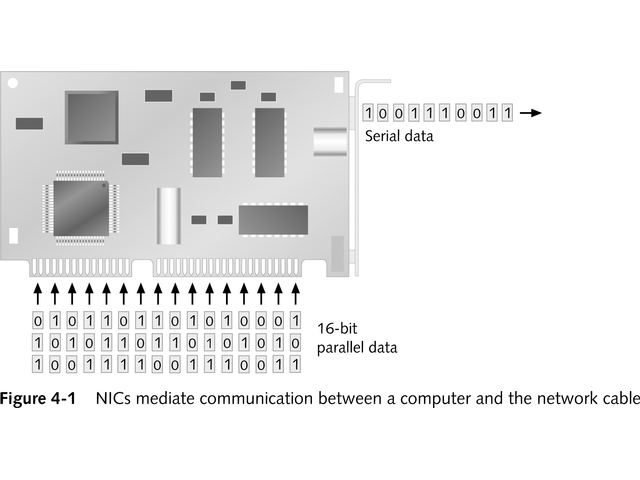 1 0 0 1 1 1 0 0 1 1
Serial data
0 1 0 1 1 0 1 1 0 1 0 1 0 0 0 1
1 0 1 0 1 1 0 1 1 0 1 0 1 0 1 0
1 0 0 1 1 1 1 0 0 1 1 1 0 0 1 1
16-bit
parallel data
Figure 4-1 NICs mediate communication between a computer and the network cable